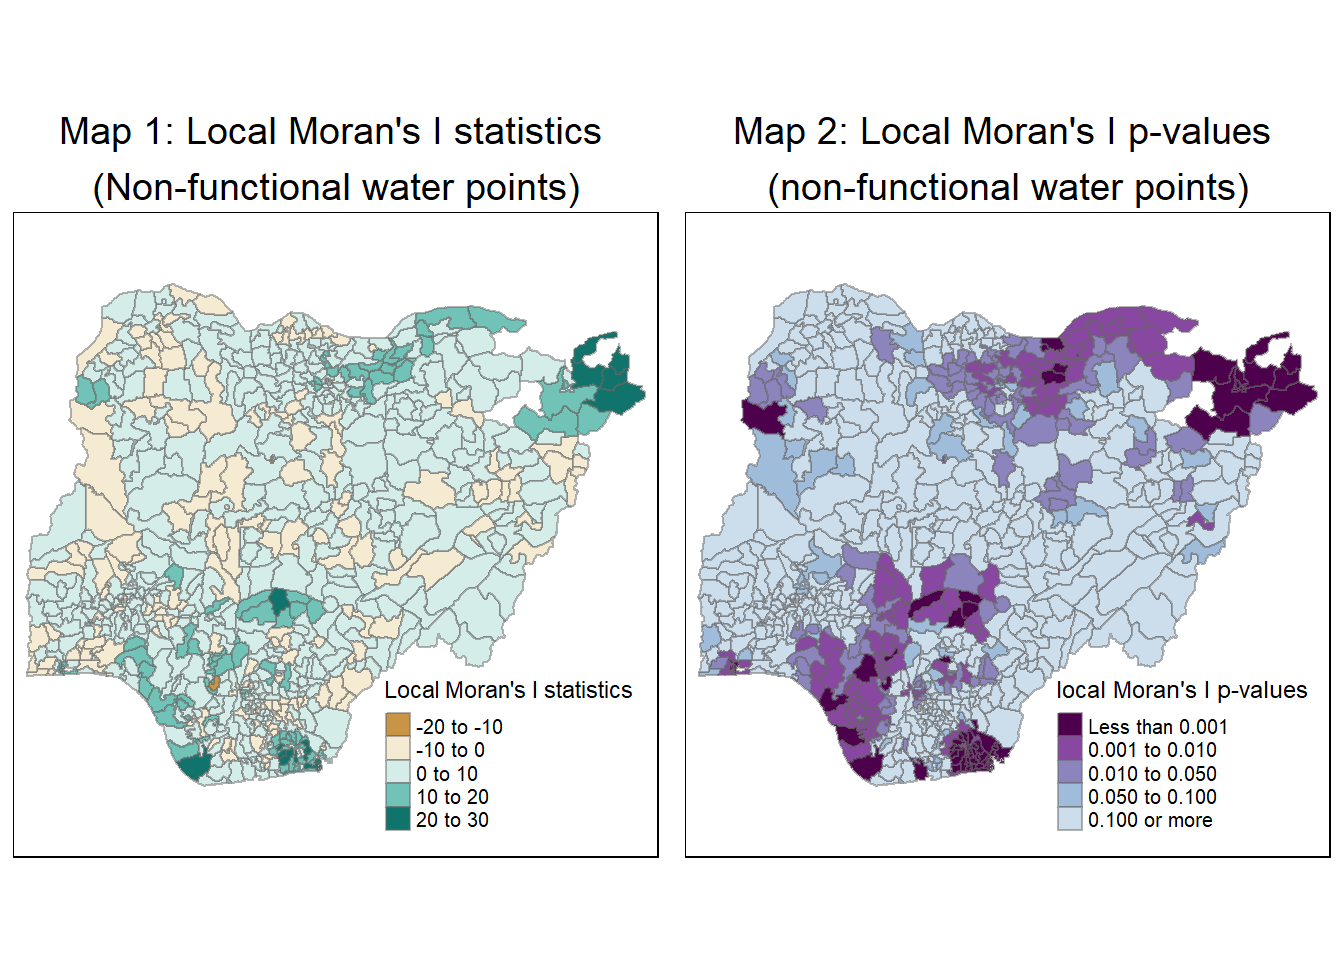 Map 1: Local Moran's I statistics
(Non-functional water points)
Local Moran's I statistics
-20 to -10
-10 to 0
0 to 10
10 to 20
20 to 30
Map 2: Local Moran's I p-values
(non-functional water points)
local Moran's I p-values
Less than 0.001
0.001 to 0.010
0.010 to 0.050
0.050 to 0.100
0.100 or more